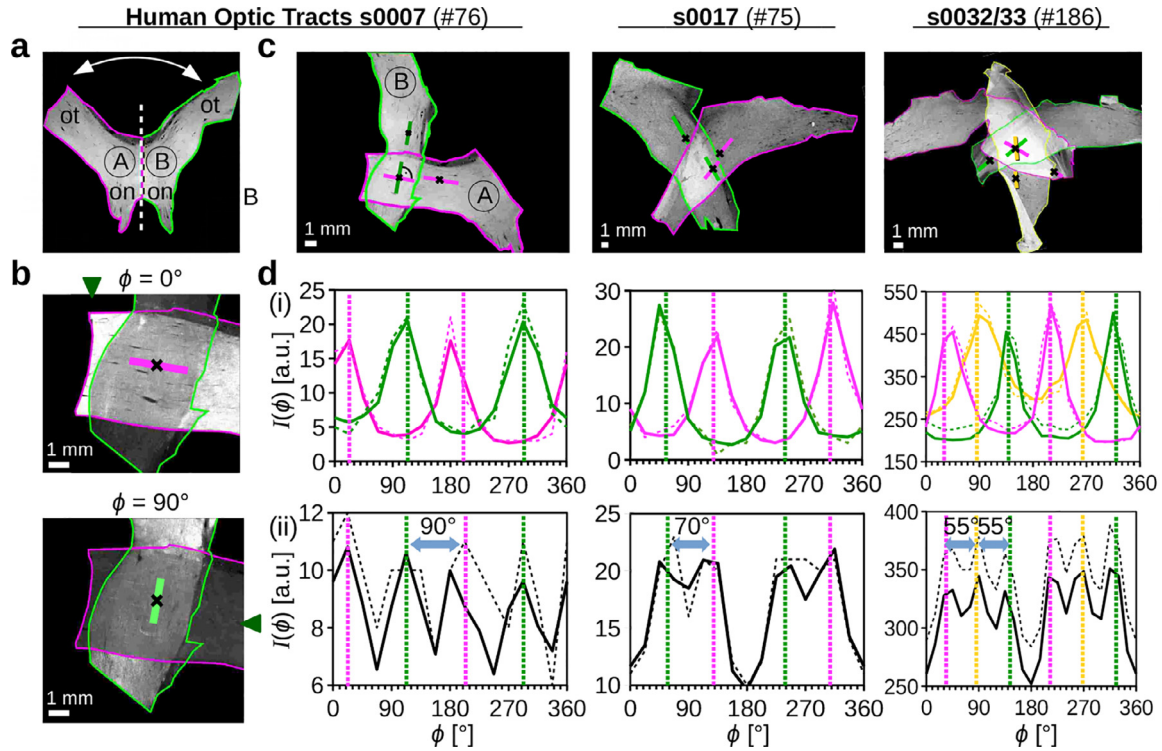 Human Optic Tracts s0007 (#76)
s0017 (#75)
s0032/33 (#186)
a
ot
ot
A
B
on
on
1 mm
B
c
B
A
1 mm
1 mm
1 mm
b
ϕ = 0°
1 mm
ϕ = 90°
1 mm
d
(i)
I(ϕ) [a.u.]
25
20
15
10
5
0
0 90 180 270 360
30
20
10
0
0 90 180 270 360
550
450
350
250
150
0 90 180 270 360
(ii)
I(ϕ) [a.u.]
12
10
8
6
90°
0 90 180 270 360
ϕ [°]
25
20
15
10
70°
0 90 180 270 360
ϕ [°]
400
350
300
250
55° 55°
0 90 180 270 360
ϕ [°]